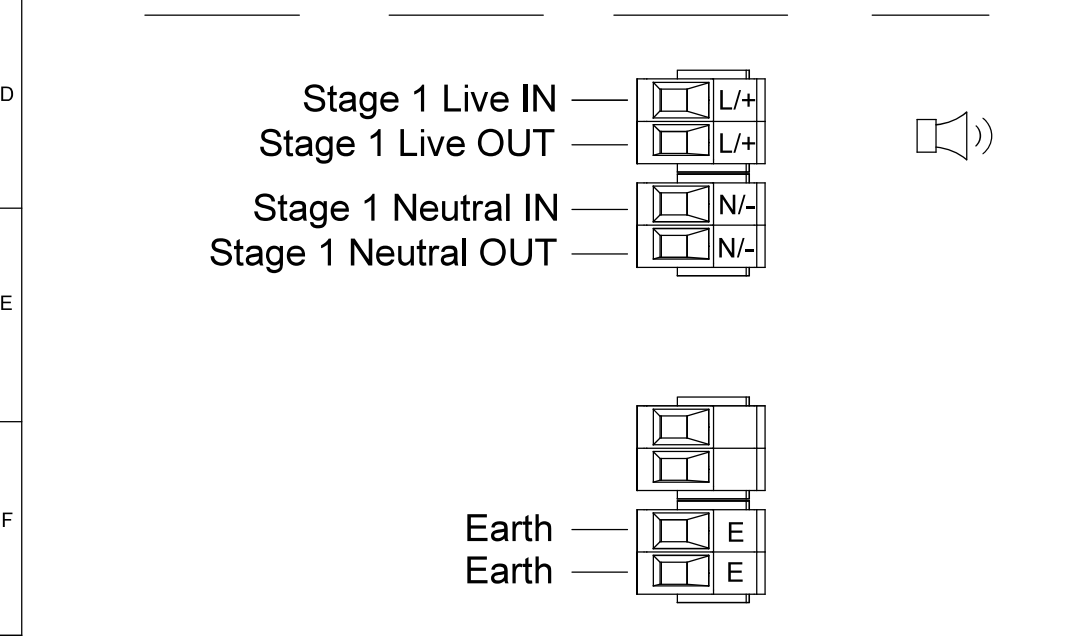 D
Stage 1 Live IN L/+
Stage 1 Live OUT L/+
Stage 1 Neutral IN N/-
Stage 1 Neutral OUT N/-
E
F
Earth E
Earth E